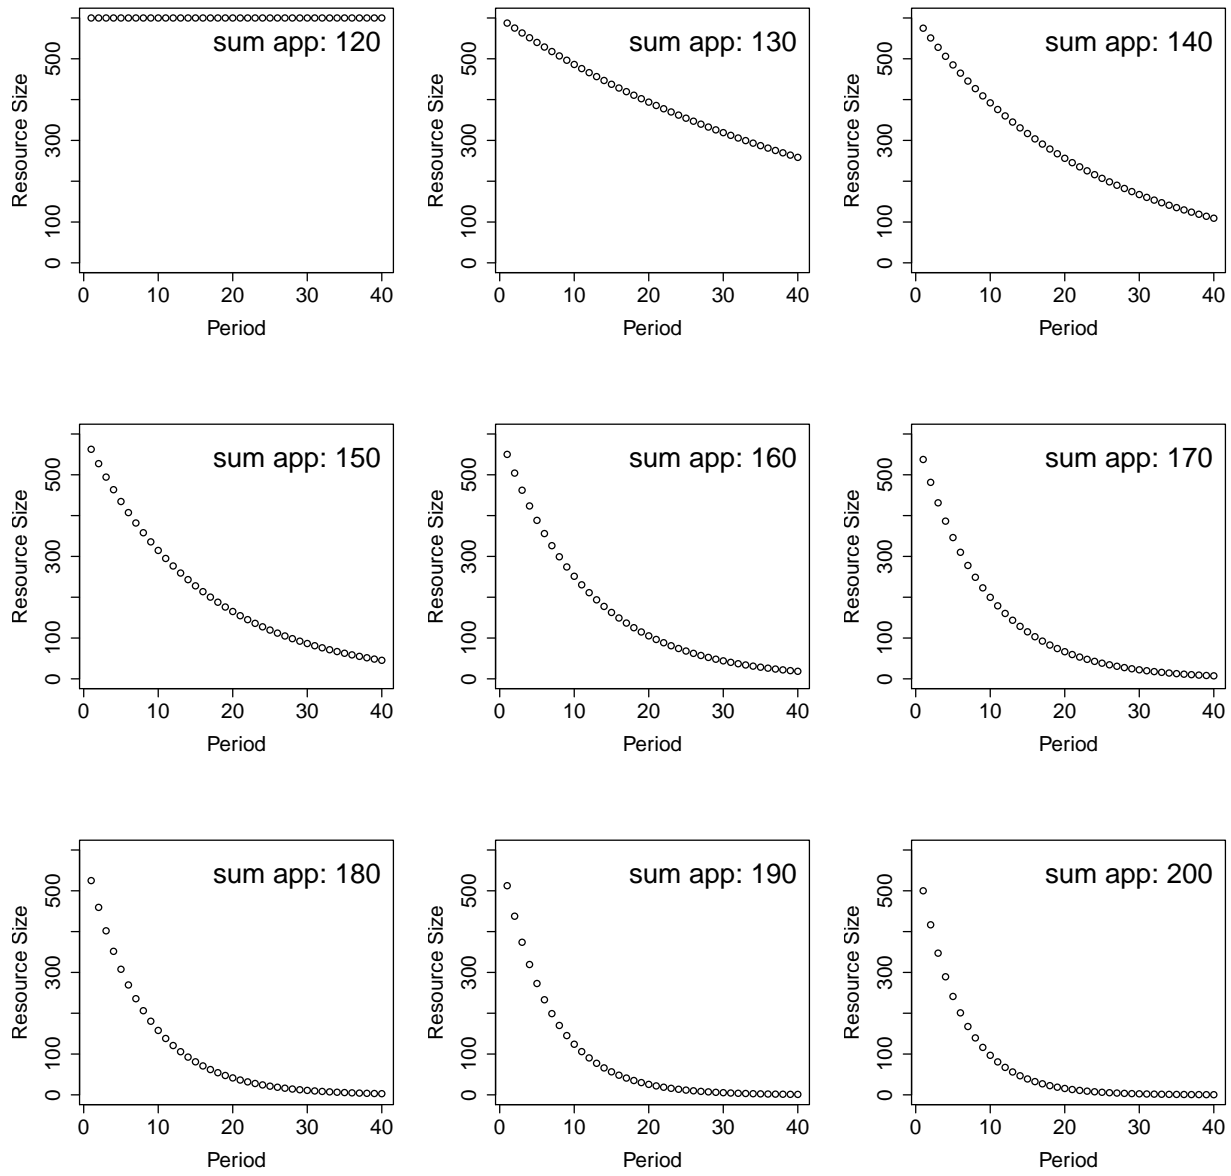 sum app: 120
Resource Size
0 100 300 500
0 10 20 30 40
Period
sum app: 130
Resource Size
0 100 300 500
0 10 20 30 40
Period
sum app: 140
Resource Size
0 100 300 500
0 10 20 30 40
Period
sum app: 150
Resource Size
0 100 300 500
0 10 20 30 40
Period
sum app: 160
Resource Size
0 100 300 500
0 10 20 30 40
Period
sum app: 170
Resource Size
0 100 300 500
0 10 20 30 40
Period
sum app: 180
Resource Size
0 100 300 500
0 10 20 30 40
Period
sum app: 190
Resource Size
0 100 300 500
0 10 20 30 40
Period
sum app: 200
Resource Size
0 100 300 500
0 10 20 30 40
Period